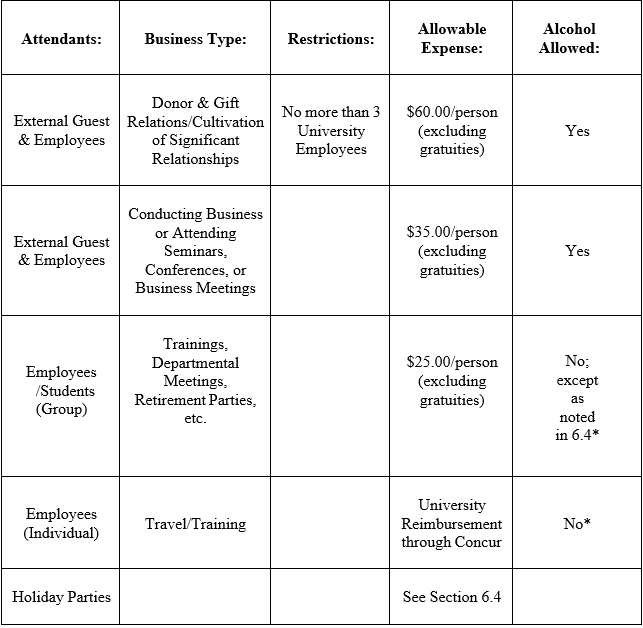 Attendants:
Business Type:
Restrictions:
Allowable
Expense:
Alcohol
Allowed:
External Guest
& Employees
Donor & Gift
Relations/Cultivation
of Significant
Relationships
No more than 3
University
Employees
$60.00/person
(excluding
gratuities)
Yes
External Guest
& Employees
Conducting Business
or Attending
Seminars,
Conferences, or
Business Meetings
$35.00/person
(excluding
gratuities)
Yes
Employees
/Students
(Group)
Trainings,
Departmental
Meetings,
Retirement Parties,
etc.
$25.00/person
(excluding
gratuities)
No;
except
as
noted
in 6.4*
Employees
(Individual)
Travel/Training
University
Reimbursement
through Concur
No*
Holiday Parties
See Section 6.4